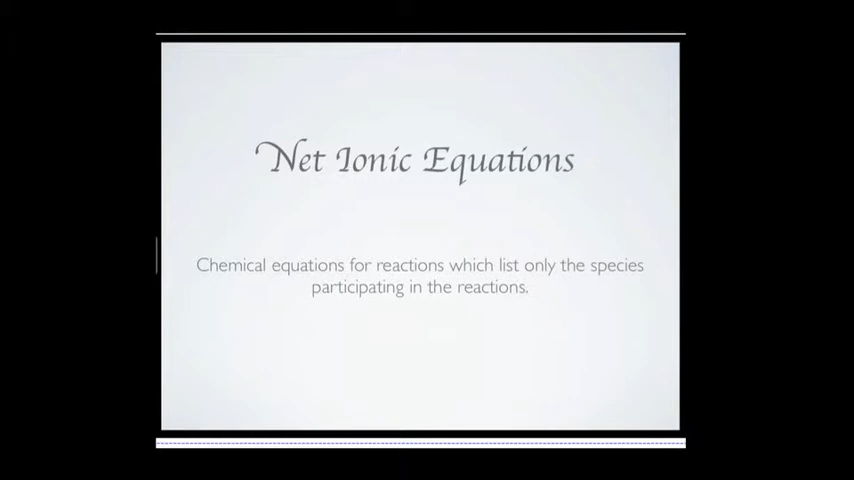 Net Ionic Equations
Chemical equations for reactions which list only the species
participating in the reactions.